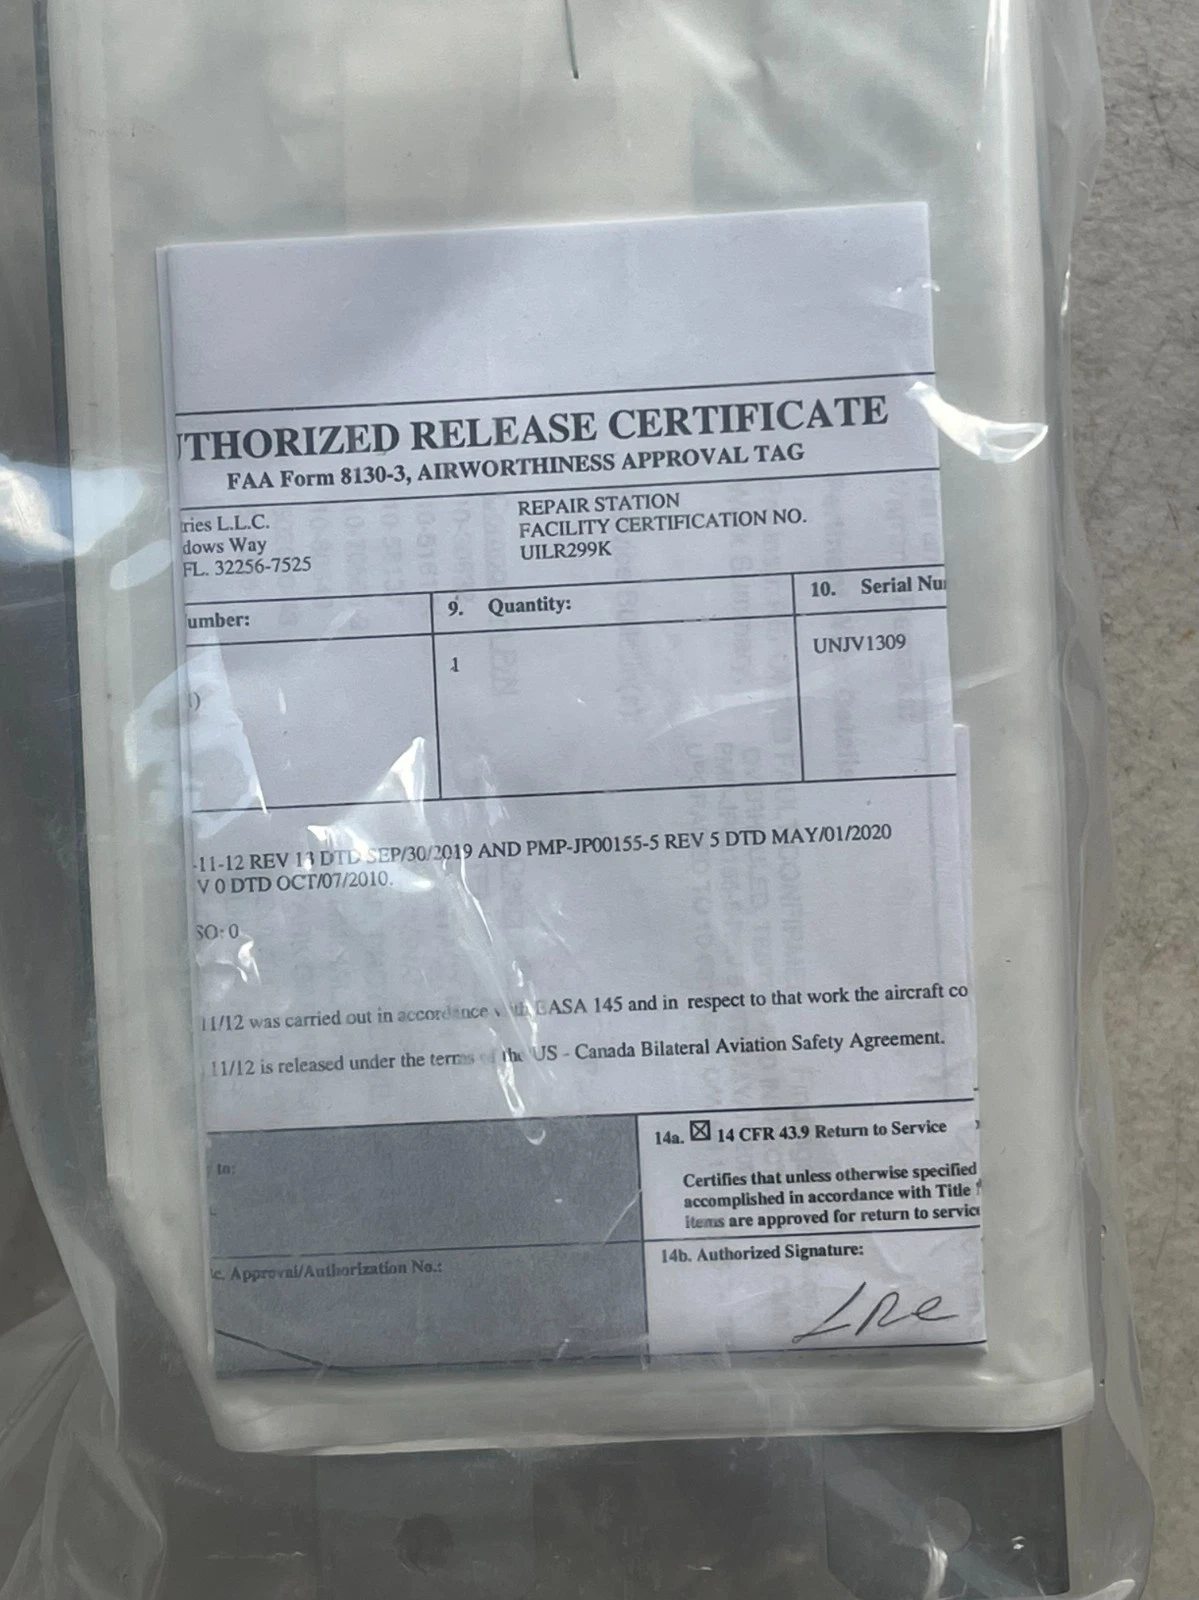 UTHORIZED RELEASE CERTIFICATE
FAA Form 8130-3, AIRWORTHINESS APPROVAL TAG
ries L.L.C.
dows Way
FL. 32256-7525
REPAIR STATION
FACILITY CERTIFICATION NO.
UILR299K
umber:
9. Quantity:
10. Serial Nu
)
1
UNJV1309
-11-12 REV 13 DTD SEP/30/2019 AND PMP-JP00155-5 REV 5 DTD MAY/01/2020
V 0 DTD OCT/07/2010.
SO: 0
11/12 was carried out in accordance with EASA 145 and in respect to that work the aircraft co
11/12 is released under the terms of the US - Canada Bilateral Aviation Safety Agreement.
In:
14a. ☒ 14 CFR 43.9 Return to Service
Certifies that unless otherwise specified
accomplished in accordance with Title
items are approved for return to service
c. Approval/Authorization No.:
14b. Authorized Signature: